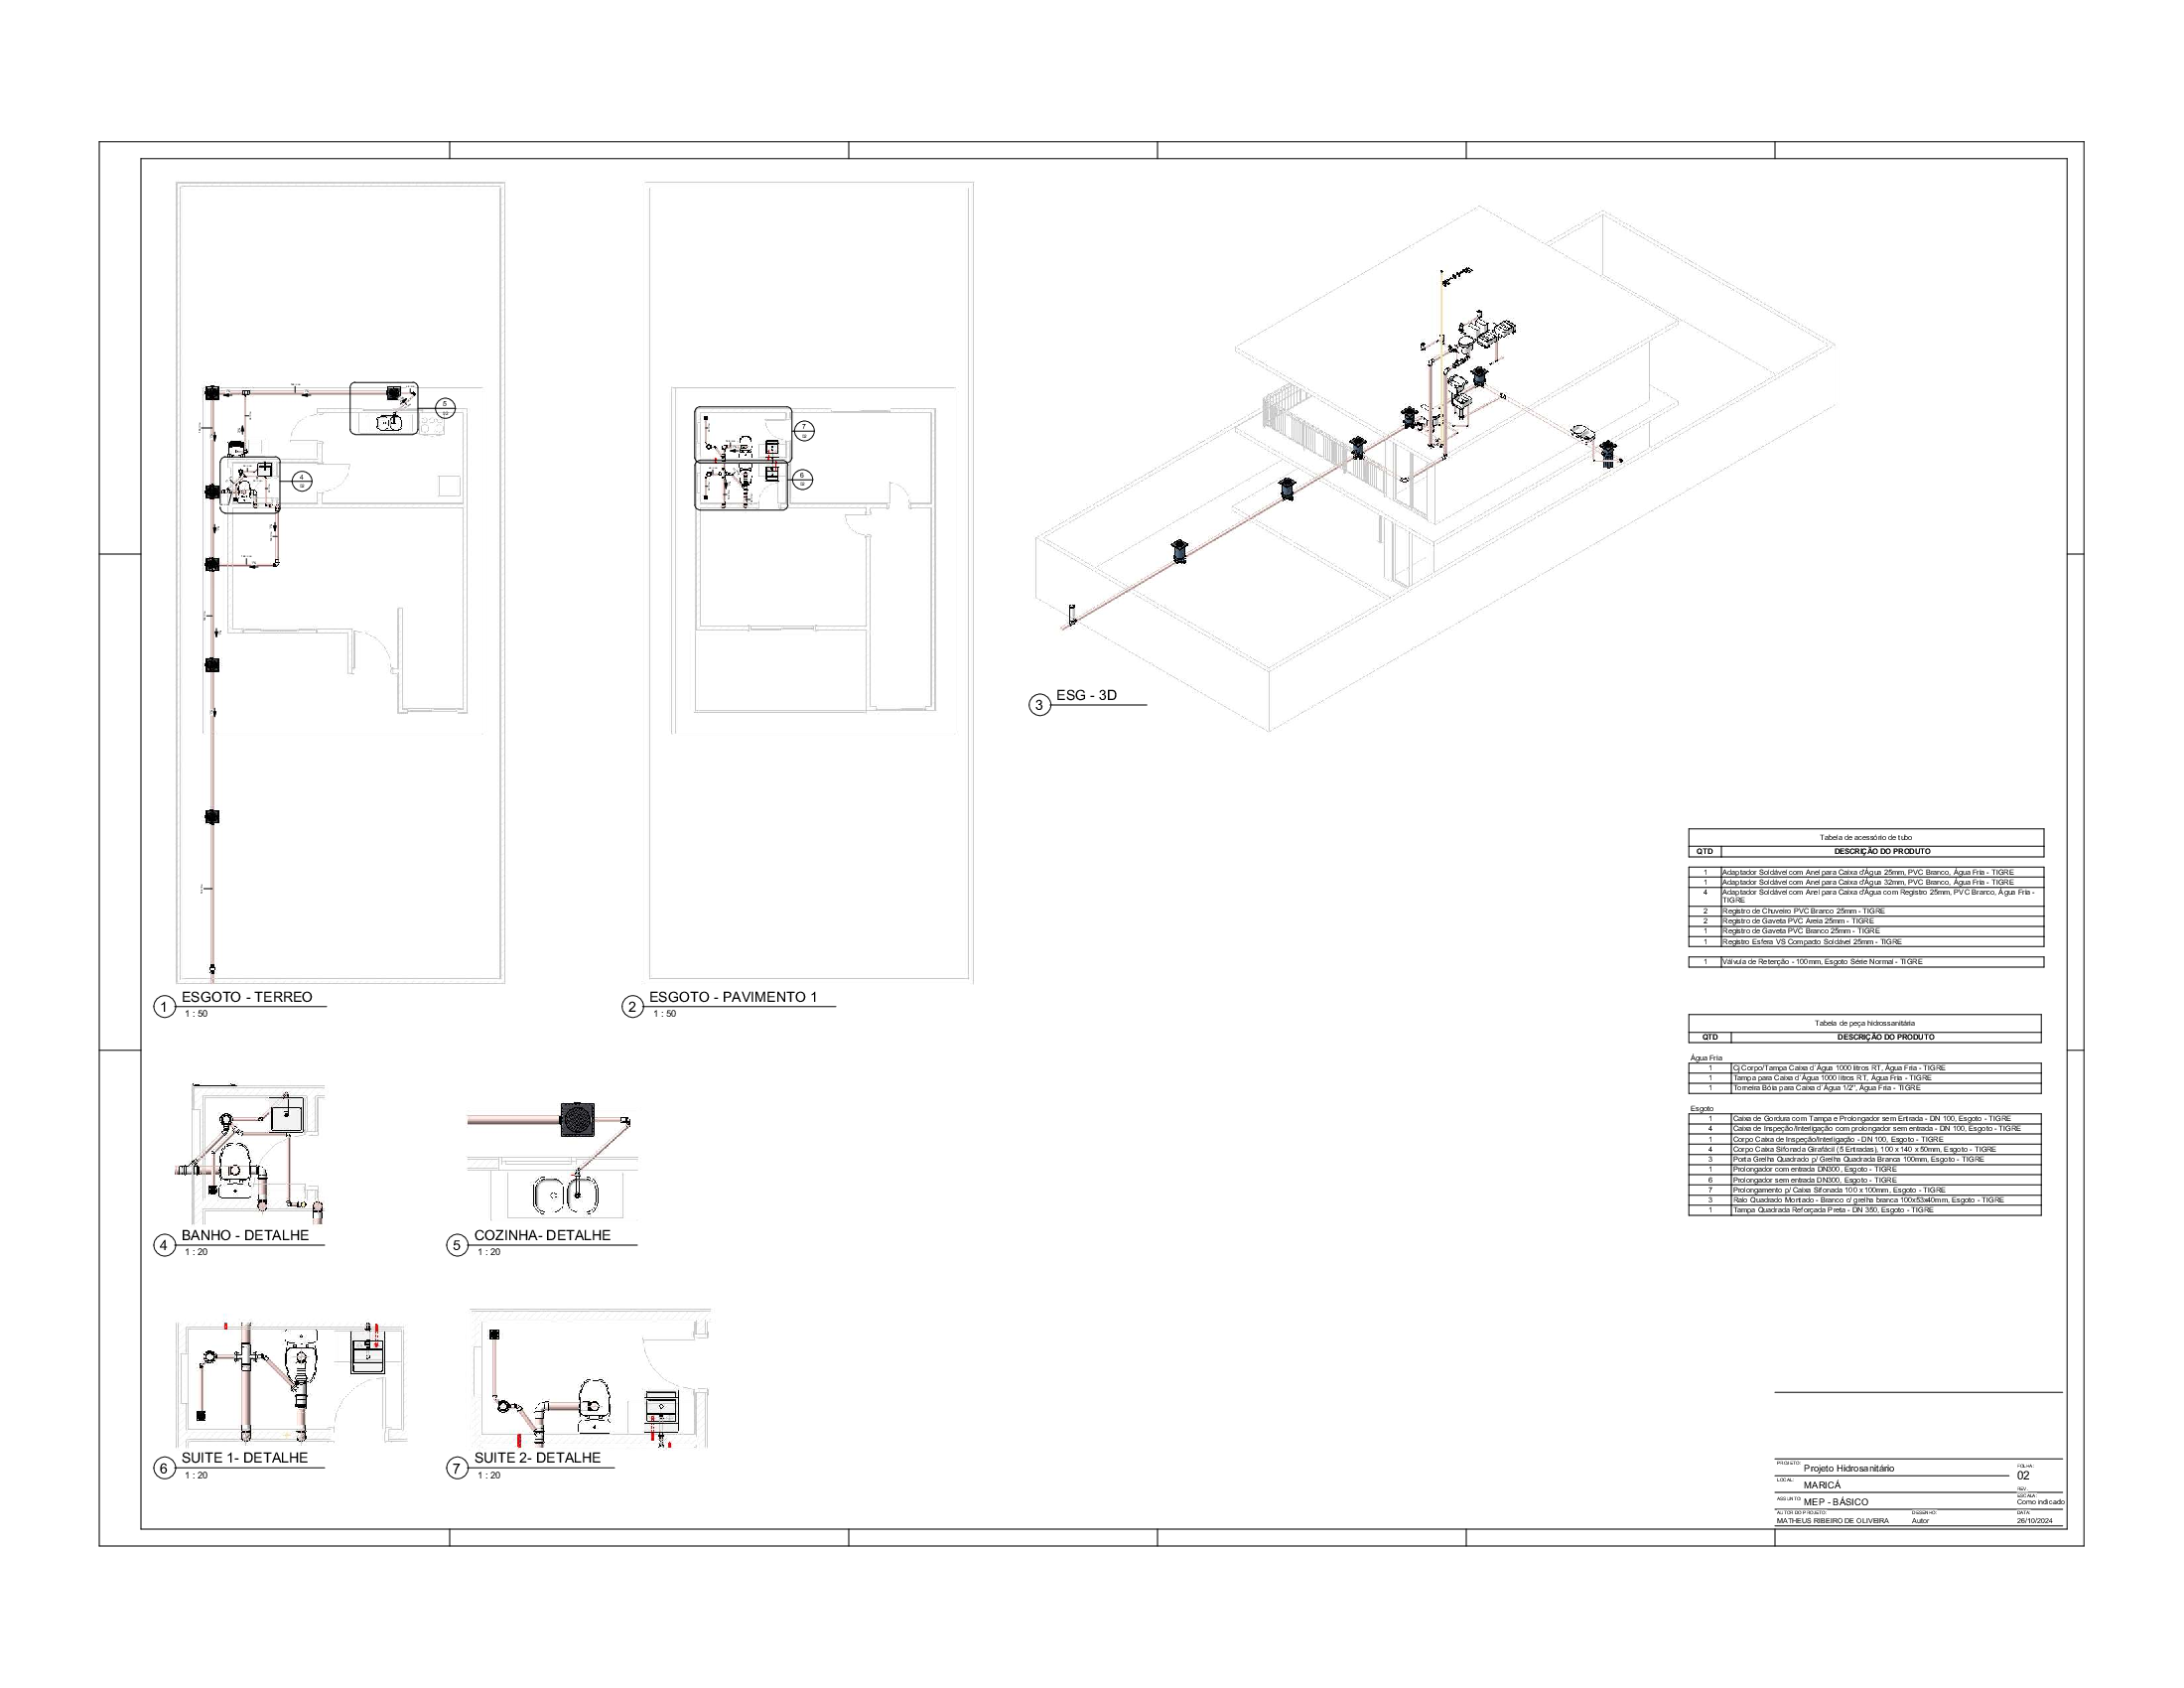 5
4
7
6
1
ESGOTO - TERREO
1 : 50
2
ESGOTO - PAVIMENTO 1
1 : 50
3
ESG - 3D
4
BANHO - DETALHE
1 : 20
5
COZINHA- DETALHE
1 : 20
6
SUITE 1- DETALHE
1 : 20
7
SUITE 2- DETALHE
1 : 20
Tabela de acessório de tubo
QTD DESCRIÇÃO DO PRODUTO
1 Adaptador Soldável com Anel para Caixa d'Água 25mm, PVC Branco, Água Fria - TIGRE
1 Adaptador Soldável com Anel para Caixa d'Água 32mm, PVC Branco, Água Fria - TIGRE
4 Adaptador Soldável com Anel para Caixa d'Água com Registro 25mm, PVC Branco, Água Fria -
TIGRE
2 Registro de Chuveiro PVC Branco 25mm - TIGRE
2 Registro de Gaveta PVC Areia 25mm - TIGRE
1 Registro de Gaveta PVC Branco 25mm - TIGRE
1 Registro Esfera VS Compacto Soldável 25mm - TIGRE
1 Válvula de Retenção - 100mm, Esgoto Série Normal - TIGRE
Tabela de peça hidrossanitária
QTD DESCRIÇÃO DO PRODUTO
Água Fria
1 Cj Corpo/Tampa Caixa d´Água 1000 litros RT, Água Fria - TIGRE
1 Tampa para Caixa d´Água 1000 litros RT, Água Fria - TIGRE
1 Torneira Bóia para Caixa d´Água 1/2", Água Fria - TIGRE
Esgoto
1 Caixa de Gordura com Tampa e Prolongador sem Entrada - DN 100, Esgoto - TIGRE
4 Caixa de Inspeção/Interligação com prolongador sem entrada - DN 100, Esgoto - TIGRE
1 Corpo Caixa de Inspeção/Interligação - DN 100, Esgoto - TIGRE
4 Corpo Caixa Sifonada Girafácil (5 Entradas), 100 x 140 x 50mm, Esgoto - TIGRE
3 Porta Grelha Quadrado p/ Grelha Quadrada Branca 100mm, Esgoto - TIGRE
1 Prolongador com entrada DN300, Esgoto - TIGRE
6 Prolongador sem entrada DN300, Esgoto - TIGRE
7 Prolongamento p/ Caixa Sifonada 100 x 100mm, Esgoto - TIGRE
3 Ralo Quadrado Montado - Branco c/ grelha branca 100x53x40mm, Esgoto - TIGRE
1 Tampa Quadrada Reforçada Preta - DN 350, Esgoto - TIGRE
PROJETO: Projeto Hidrosanitário
FOLHA: 02
LOCAL: MARICÁ
REV:
ASSUNTO: MEP - BÁSICO
ESCALA: Como indicado
AUTOR DO PROJETO: MATHEUS RIBEIRO DE OLIVEIRA
DESENHO: Autor
DATA: 26/10/2024